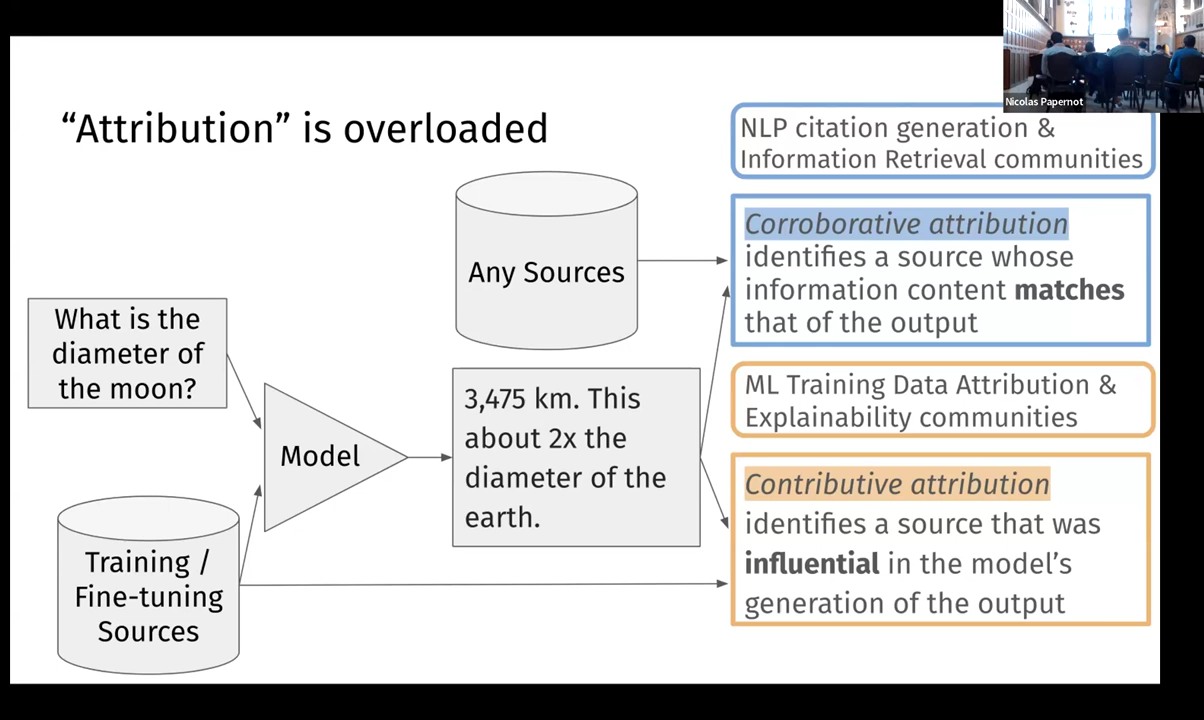 Nicolas Papernot
“Attribution” is overloaded
NLP citation generation &
Information Retrieval communities
Any Sources
Corroborative attribution
identifies a source whose
information content matches
that of the output
What is the
diameter of
the moon?
Model
3,475 km. This
about 2x the
diameter of the
earth.
ML Training Data Attribution &
Explainability communities
Training /
Fine-tuning
Sources
Contributive attribution
identifies a source that was
influential in the model’s
generation of the output